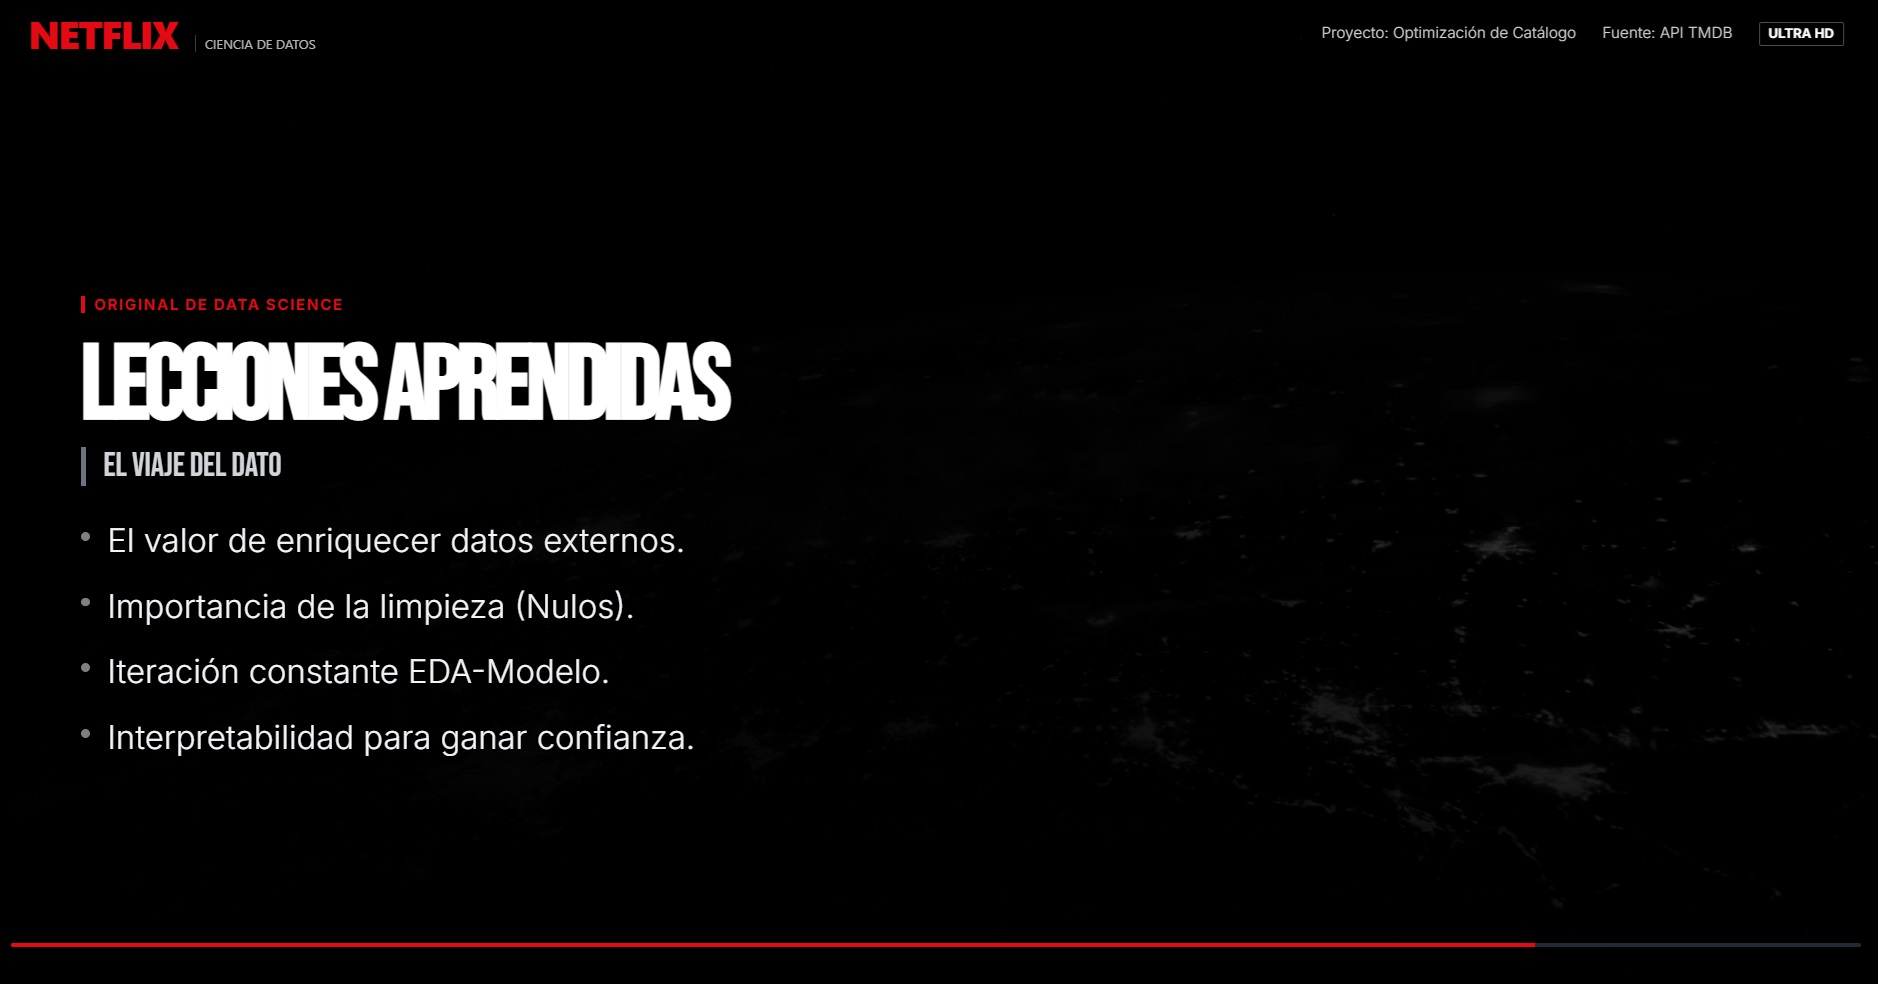 NETFLIX
CIENCIA DE DATOS
Proyecto: Optimización de Catálogo
Fuente: API TMDB
ULTRA HD
ORIGINAL DE DATA SCIENCE
LECCIONES APRENDIDAS
EL VIAJE DEL DATO
• El valor de enriquecer datos externos.
• Importancia de la limpieza (Nulos).
• Iteración constante EDA-Modelo.
• Interpretabilidad para ganar confianza.